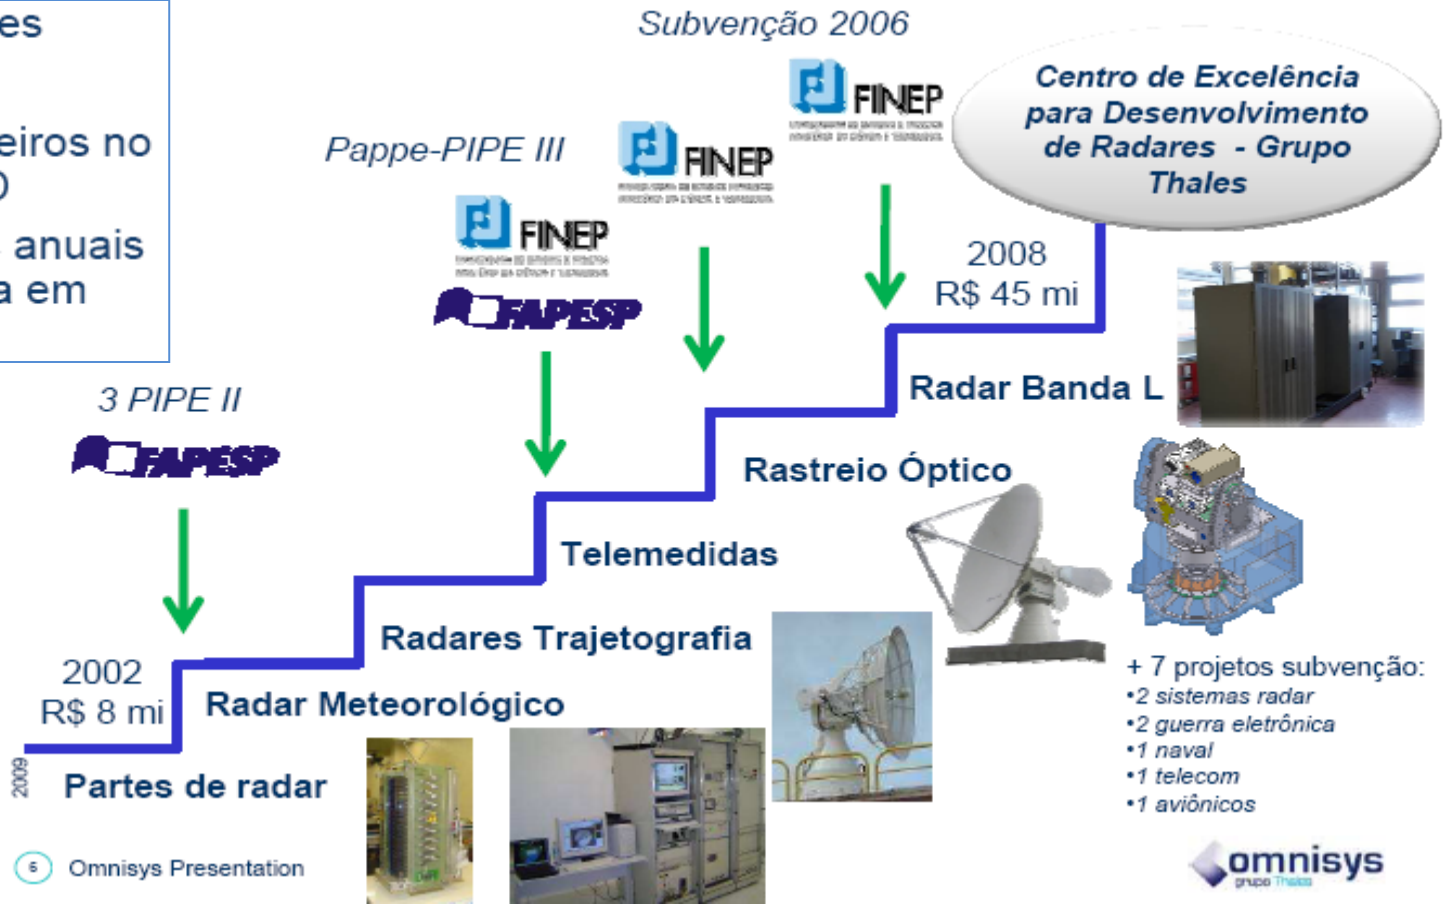 es
eiros no
anuais
a em
Subvenção 2006
FINEP
Centro de Excelência
para Desenvolvimento
de Radares - Grupo
Thales
Pappe-PIPE III
FINEP
FINEP
FAPESP
2008
R$ 45 mi
3 PIPE II
FAPESP
Radar Banda L
Rastreio Óptico
Telemedidas
Radares Trajetografia
2002
R$ 8 mi
Radar Meteorológico
2009
Partes de radar
+ 7 projetos subvenção:
•2 sistemas radar
•2 guerra eletrônica
•1 naval
•1 telecom
•1 aviônicos
6 Omnisys Presentation
omnisys
grupo Thales